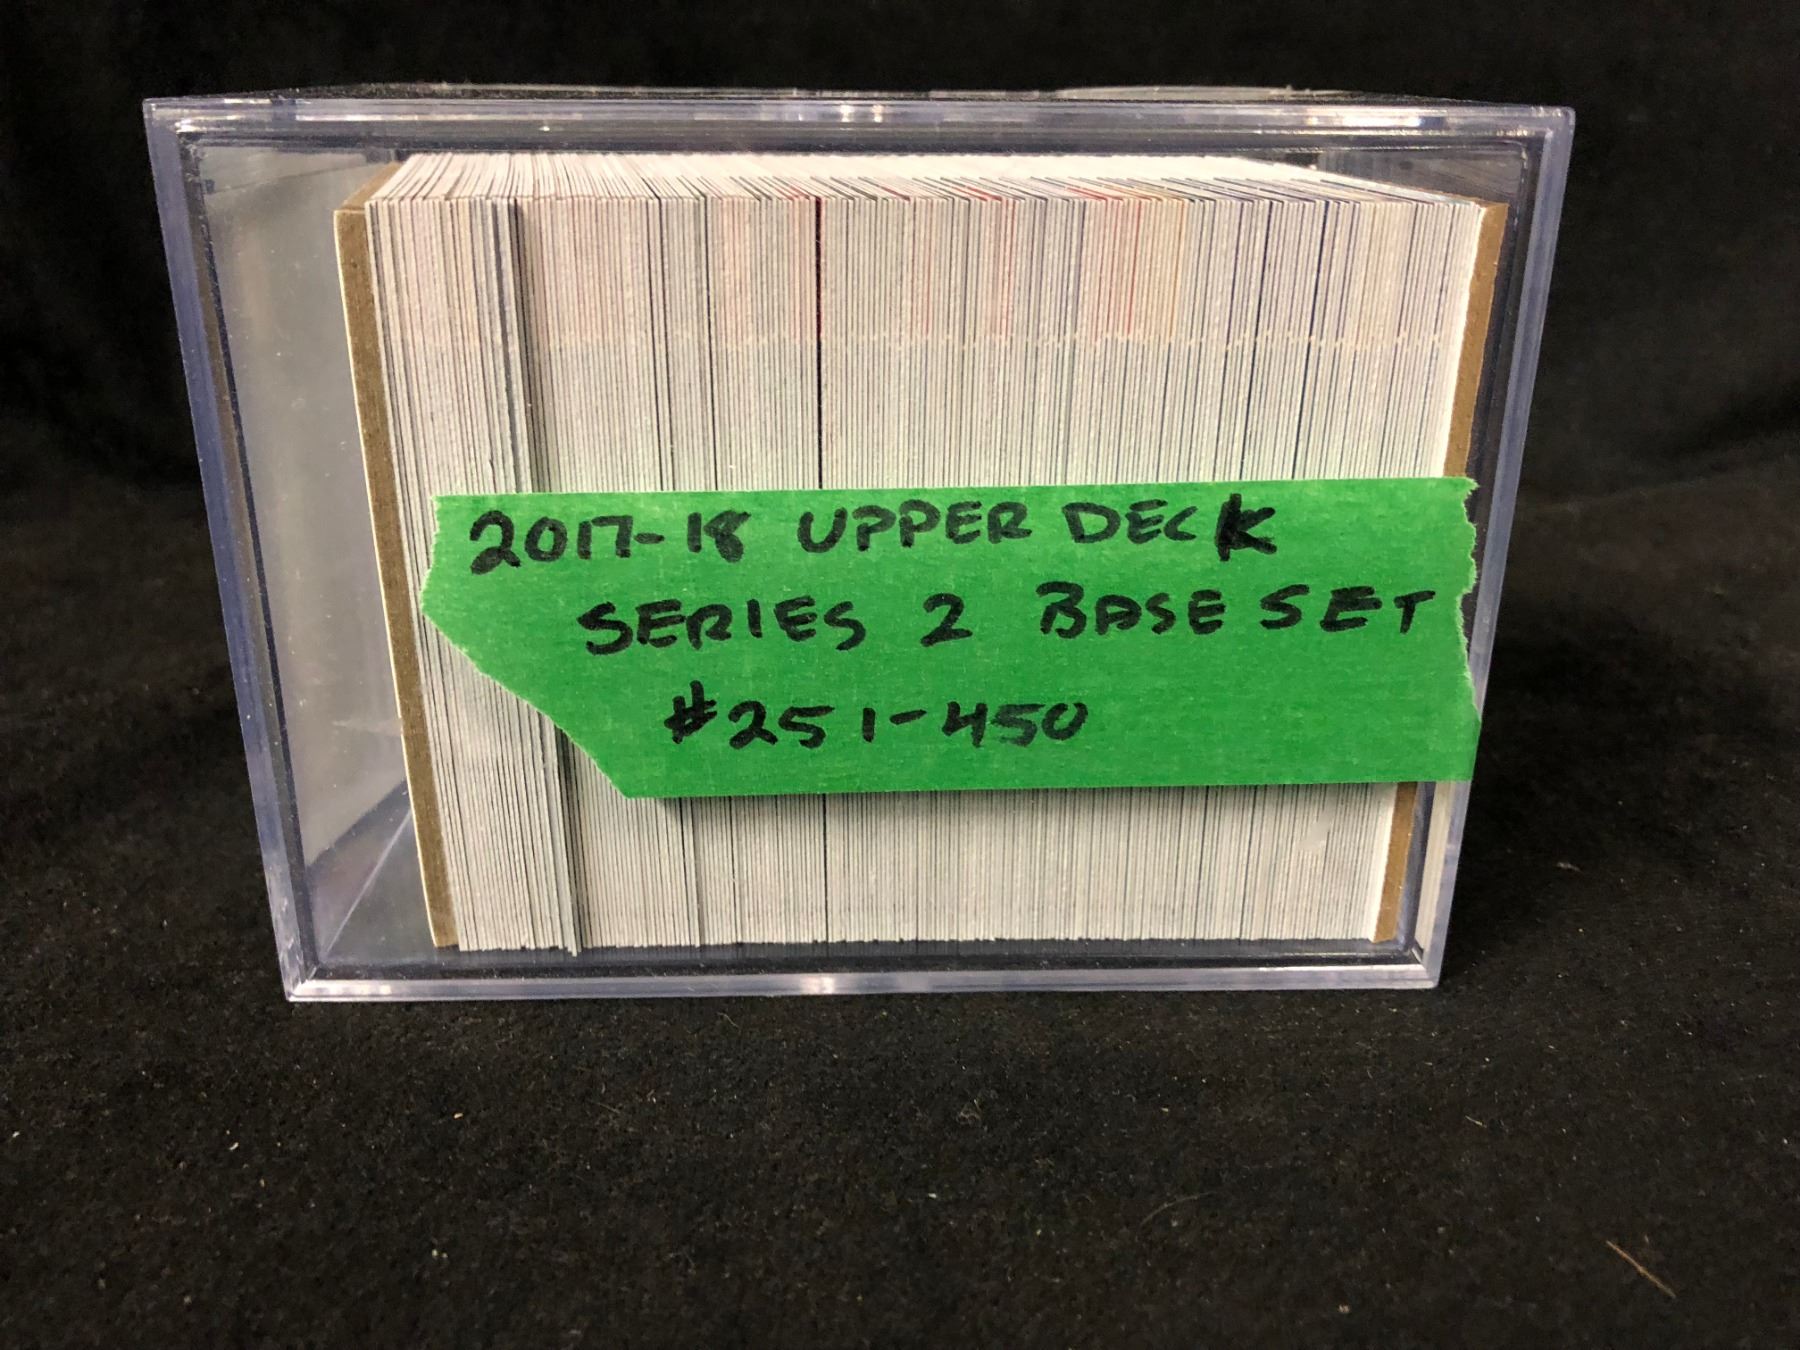 2017-18 UPPER DECK
SERIES 2 BASE SET
#251-450